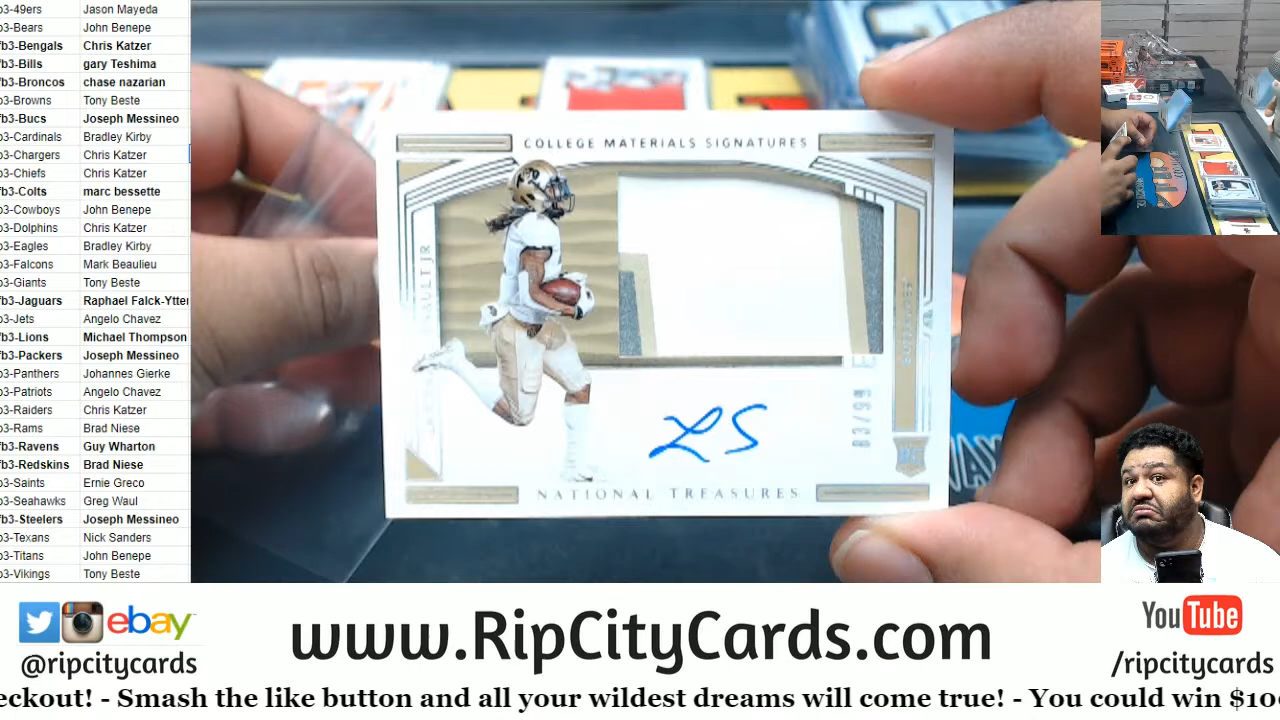 b3-49ers Jason Mayeda
b3-Bears John Benepe
fb3-Bengals Chris Katzer
fb3-Bills gary Teshima
fb3-Broncos chase nazarian
b3-Browns Tony Beste
fb3-Bucs Joseph Messineo
b3-Cardinals Bradley Kirby
b3-Chargers Chris Katzer
b3-Chiefs Chris Katzer
fb3-Colts marc bessette
b3-Cowboys John Benepe
b3-Dolphins Chris Katzer
b3-Eagles Bradley Kirby
b3-Falcons Mark Beaulieu
b3-Giants Tony Beste
fb3-Jaguars Raphael Falck-Ytter
b3-Jets Angelo Chavez
fb3-Lions Michael Thompson
fb3-Packers Joseph Messineo
b3-Panthers Johannes Gierke
b3-Patriots Angelo Chavez
b3-Raiders Chris Katzer
b3-Rams Brad Niese
fb3-Ravens Guy Wharton
fb3-Redskins Brad Niese
b3-Saints Ernie Greco
b3-Seahawks Greg Waul
fb3-Steelers Joseph Messineo
b3-Texans Nick Sanders
b3-Titans John Benepe
b3-Vikings Tony Beste
COLLEGE MATERIALS SIGNATURES
LS
83/99
NATIONAL TREASURES
ebay
@ripcitycards
www.RipCityCards.com
YouTube
/ripcitycards
eckout! - Smash the like button and all your wildest dreams will come true! - You could win $10